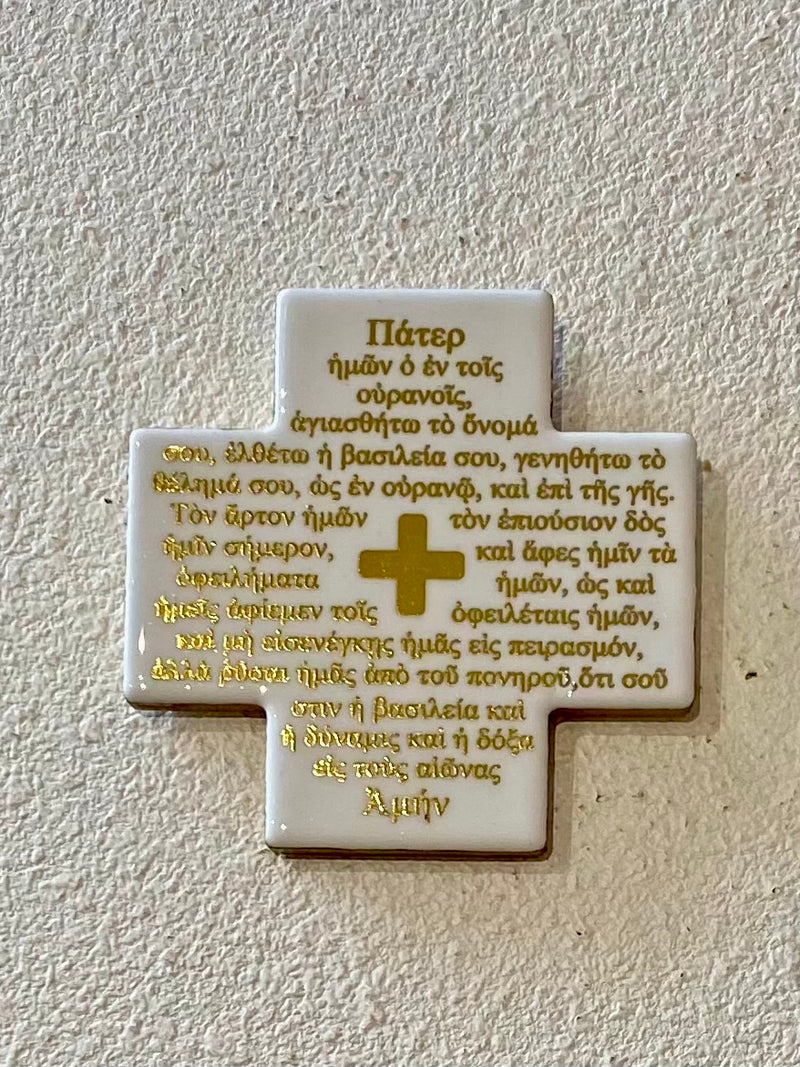 Πάτερ
ἡμῶν ὁ ἐν τοῖς
οὐρανοῖς,
ἁγιασθήτω τὸ ὄνομά
σου, ἐλθέτω ἡ βασιλεία σου, γενηθήτω τὸ
θέλημά σου, ὡς ἐν οὐρανῷ, καὶ ἐπὶ τῆς γῆς.
Τὸν ἄρτον ἡμῶν τὸν ἐπιούσιον δὸς
ἡμῖν σήμερον, καὶ ἄφες ἡμῖν τὰ
ὀφειλήματα ἡμῶν, ὡς καὶ
ἡμεῖς ἀφίεμεν τοῖς ὀφειλέταις ἡμῶν,
καὶ μὴ εἰσενέγκῃς ἡμᾶς εἰς πειρασμόν,
ἀλλὰ ῥῦσαι ἡμᾶς ἀπὸ τοῦ πονηροῦ,ὅτι σοῦ
στιν ἡ βασιλεία καὶ
ἡ δύναμις καὶ ἡ δόξα
εἰς τοὺς αἰῶνας
Ἀμήν